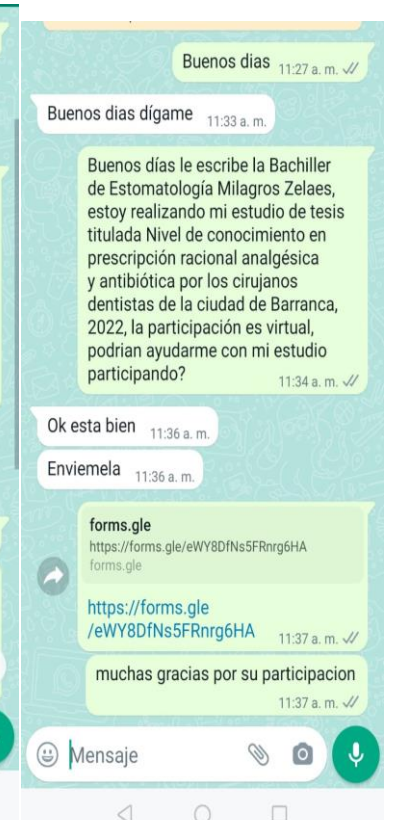 Buenos dias 11:27 a. m.
Buenos dias dígame 11:33 a. m.
Buenos días le escribe la Bachiller
de Estomatología Milagros Zelaes,
estoy realizando mi estudio de tesis
titulada Nivel de conocimiento en
prescripción racional analgésica
y antibiótica por los cirujanos
dentistas de la ciudad de Barranca,
2022, la participación es virtual,
podrian ayudarme con mi estudio
participando?
11:34 a. m.
Ok esta bien 11:36 a. m.
Enviemela 11:36 a. m.
forms.gle
https://forms.gle/eWY8DfNs5FRnrg6HA
forms.gle
https://forms.gle
/eWY8DfNs5FRnrg6HA 11:37 a. m.
muchas gracias por su participacion
11:37 a. m.
Mensaje